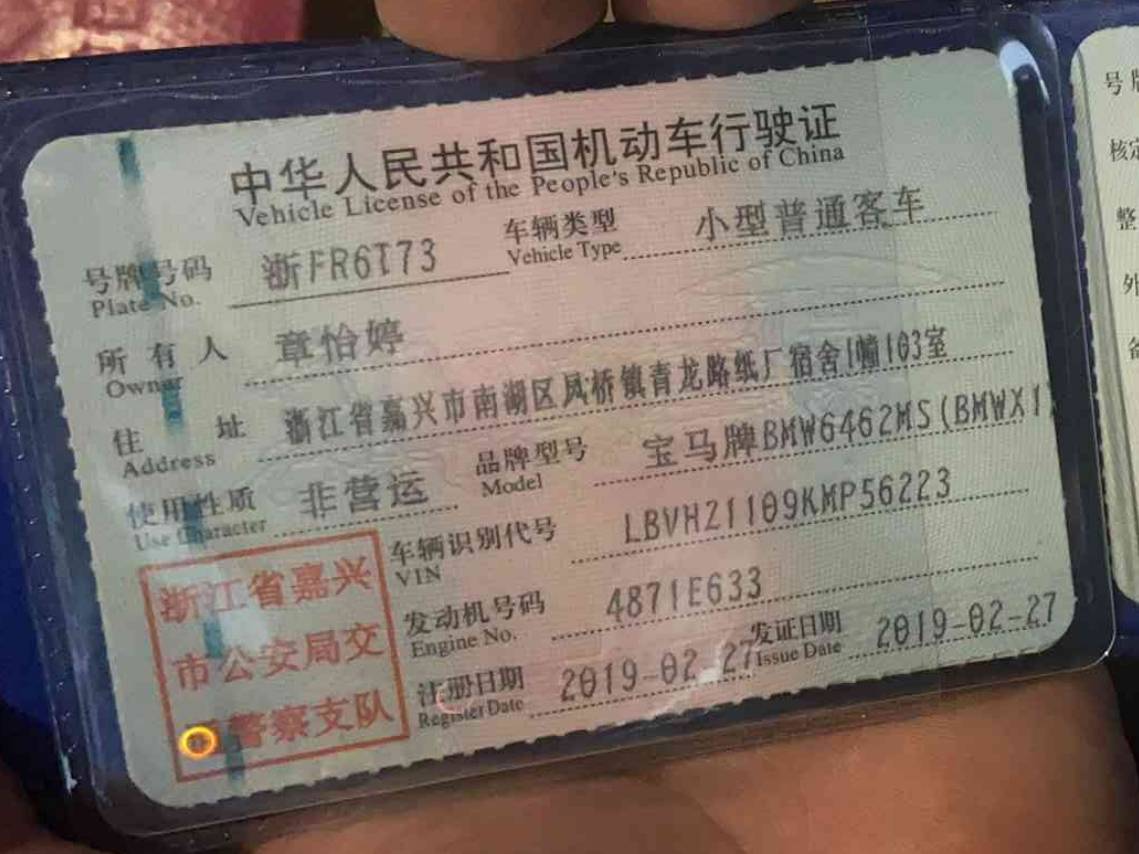 中华人民共和国机动车行驶证
Vehicle License of the People's Republic of China
号牌号码 浙FR6T73 车辆类型 小型普通客车
Plate No. Vehicle Type
所有人 章怡婷
Owner
住址 浙江省嘉兴市南湖区凤桥镇青龙路纸厂宿舍1幢103室
Address
使用性质 非营运 品牌型号 宝马牌BMW6462MS(BMWX1)
Use Character Model
车辆识别代号 LBVH21109KMP56223
VIN
发动机号码 4871E633
Engine No.
注册日期 2019-02-27 发证日期 2019-02-27
Register Date Issue Date
浙江省嘉兴
市公安局交
警察支队
号牌
核定
整
外
备